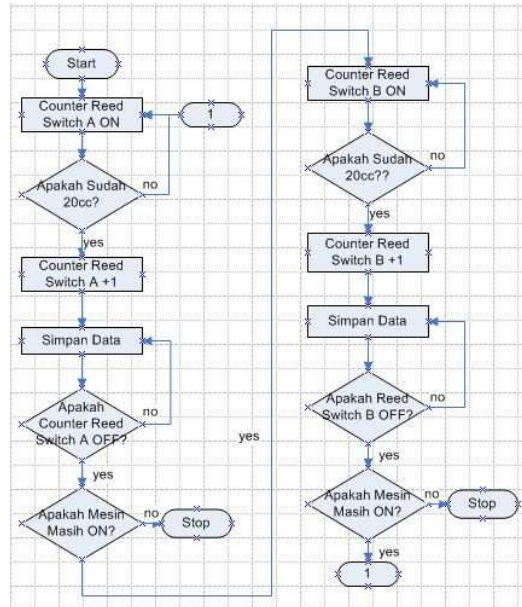 Start
Counter Reed
Switch A ON
1
Apakah Sudah
20cc?
no
yes
Counter Reed
Switch A +1
Simpan Data
Apakah
Counter Reed
Switch A OFF?
no
yes
Apakah Mesin
Masih ON?
no
Stop
yes
Counter Reed
Switch B ON
Apakah Sudah
20cc??
no
yes
Counter Reed
Switch B +1
Simpan Data
Apakah Reed
Switch B OFF?
no
yes
Apakah Mesin
Masih ON?
no
Stop
yes
1